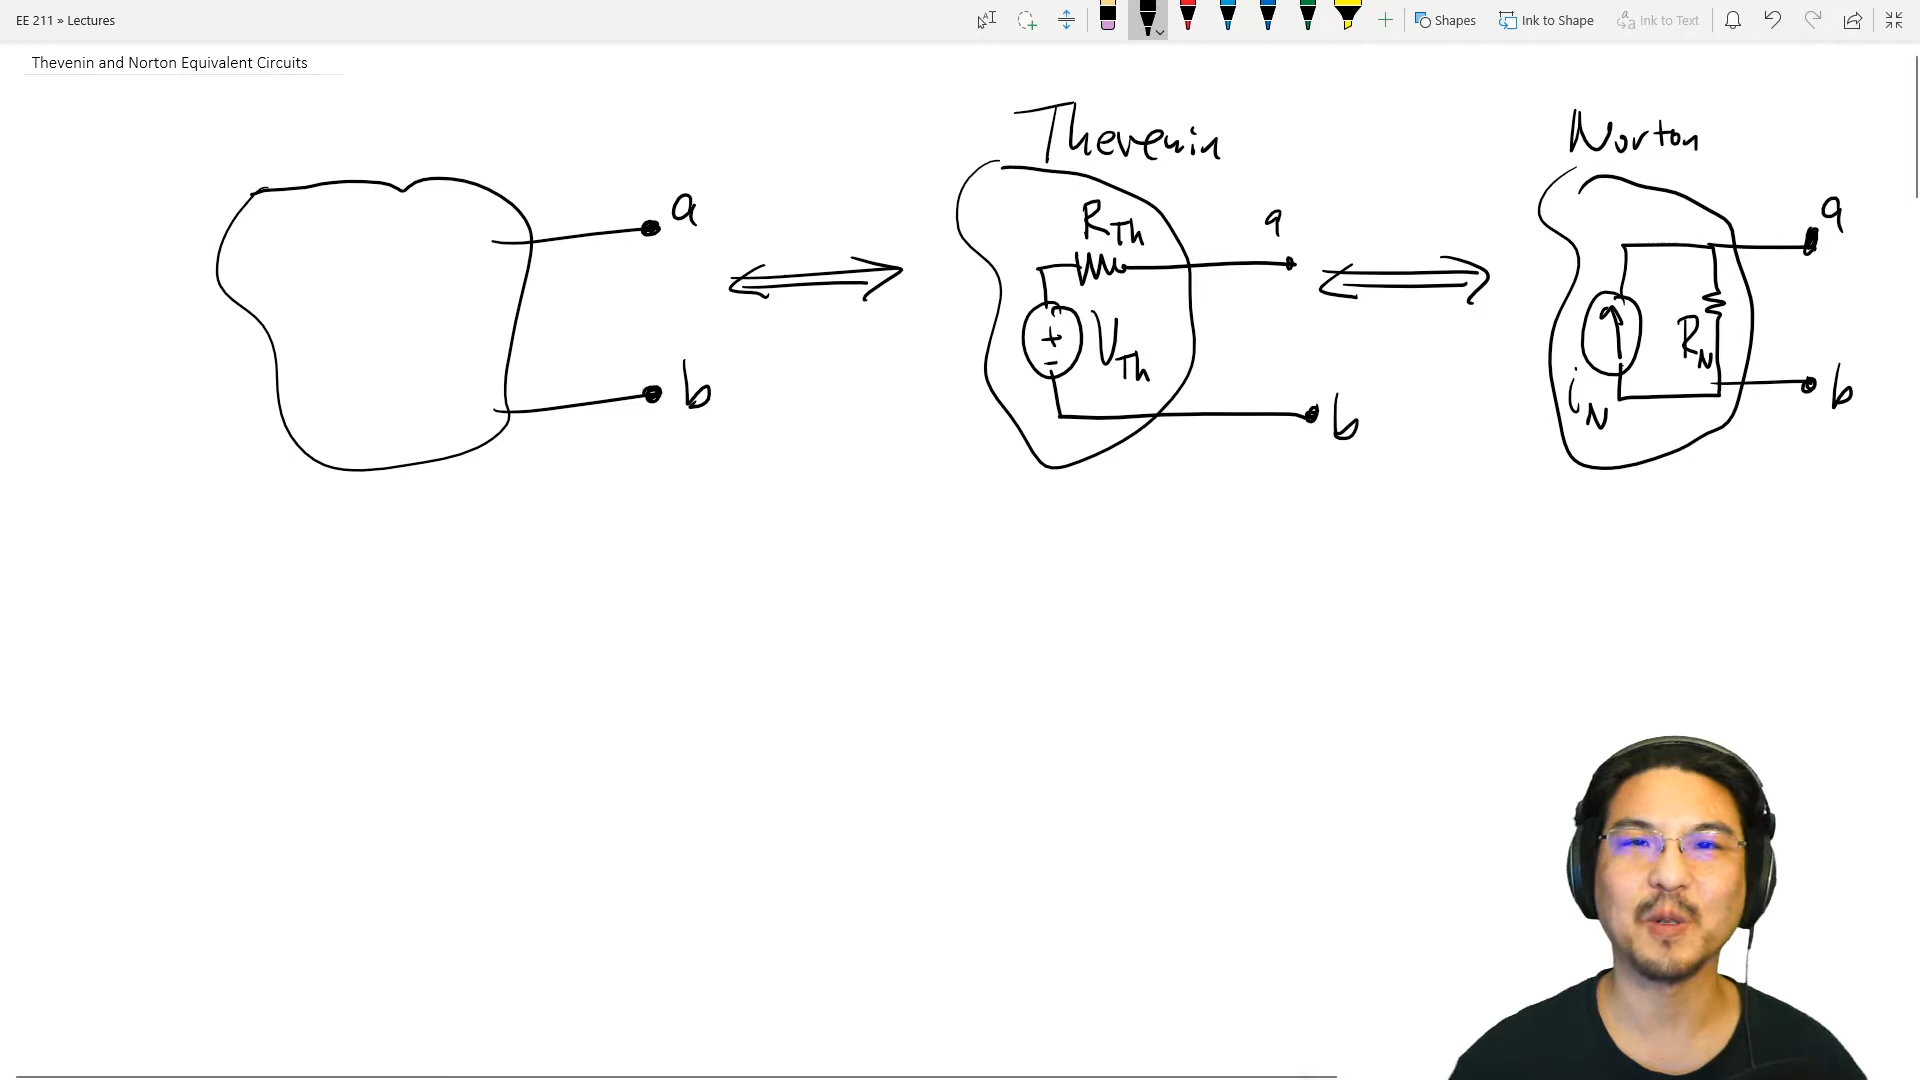 EE 211 » Lectures
Shapes
Ink to Shape
Ink to Text
Thevenin and Norton Equivalent Circuits
Thevenin
Norton
a
b
RTh
+
-
VTh
a
b
iN
RN
a
b